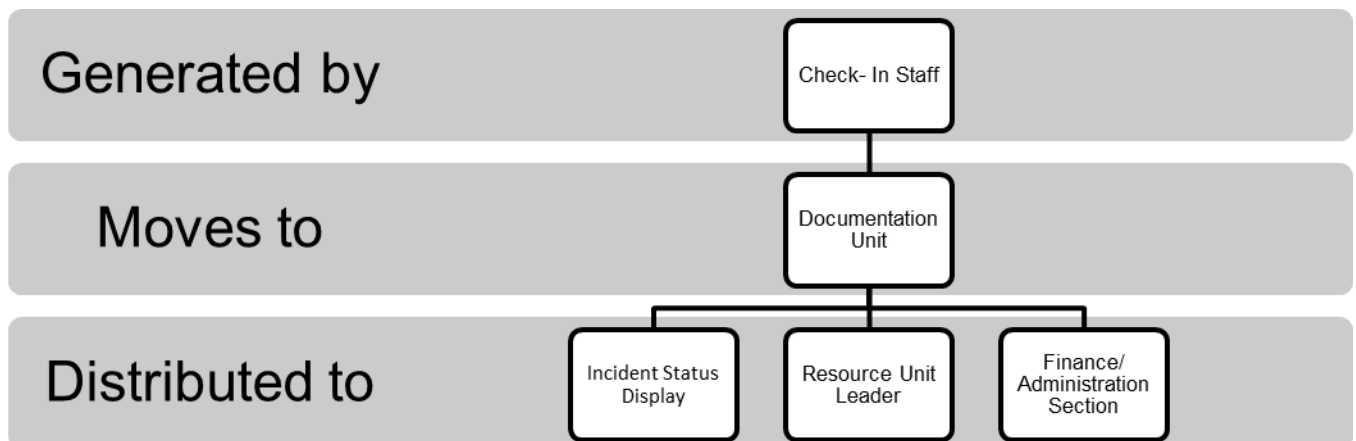 Generated by
Check- In Staff
Moves to
Documentation
Unit
Distributed to
Incident Status
Display
Resource Unit
Leader
Finance/
Administration
Section